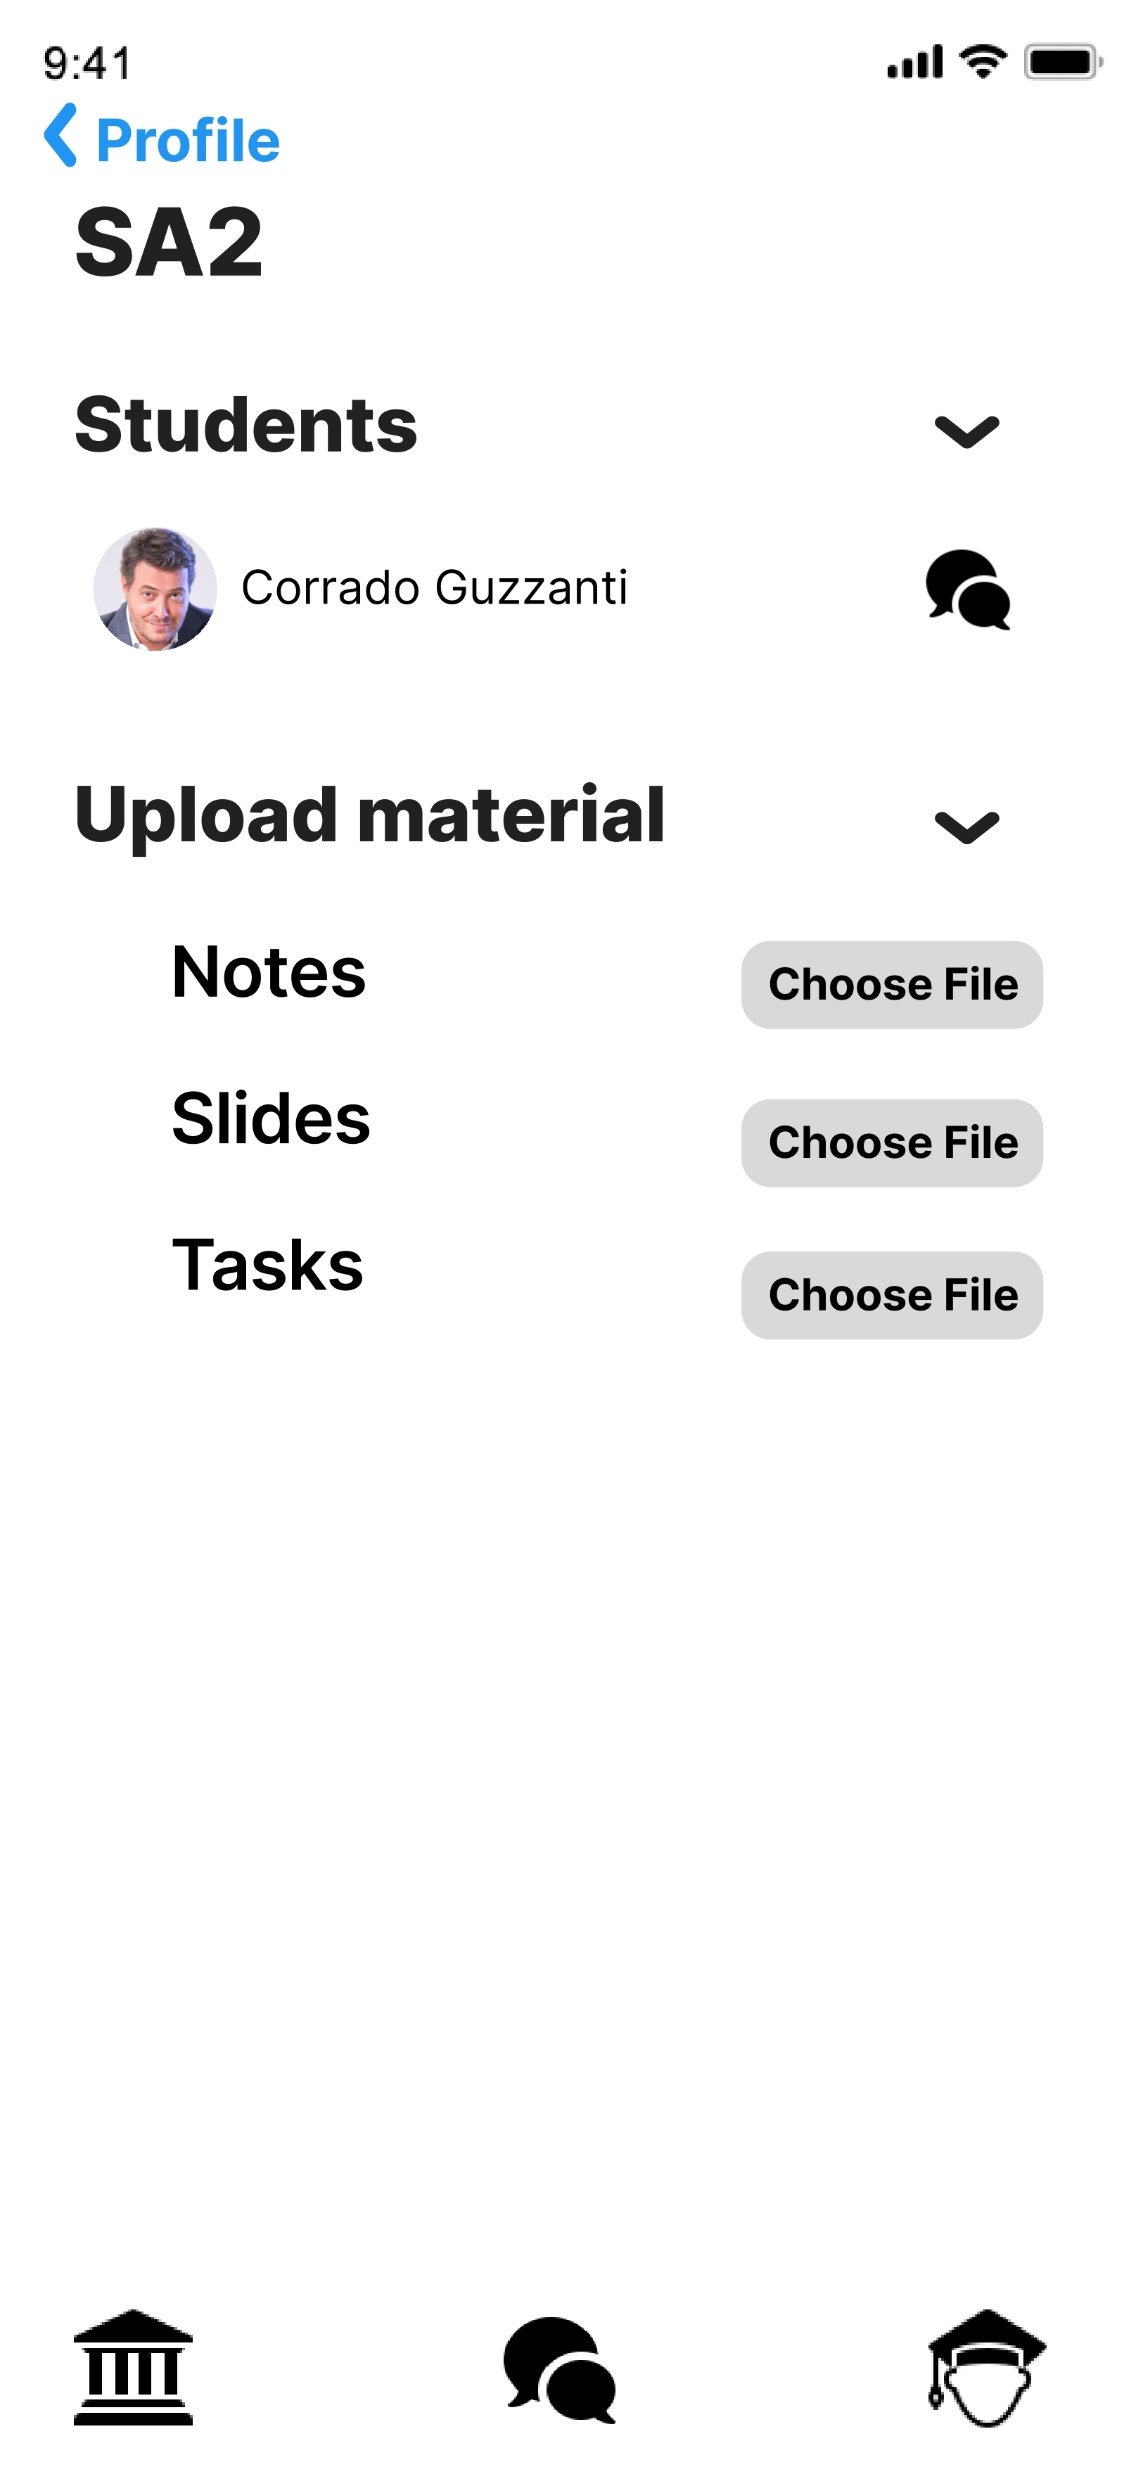 9:41
Profile
SA2
Students
Corrado Guzzanti
Upload material
Notes
Choose File
Slides
Choose File
Tasks
Choose File